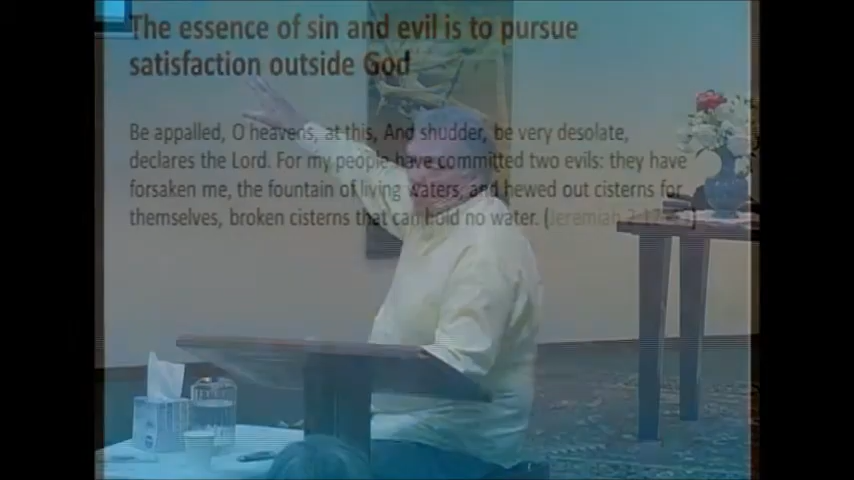 The essence of sin and evil is to pursue
satisfaction outside God
Be appalled, O heavens, at this, And shudder, be very desolate,
declares the Lord. For my people have committed two evils: they have
forsaken me, the fountain of living waters, and hewed out cisterns for
themselves, broken cisterns that can hold no water. (Jeremiah